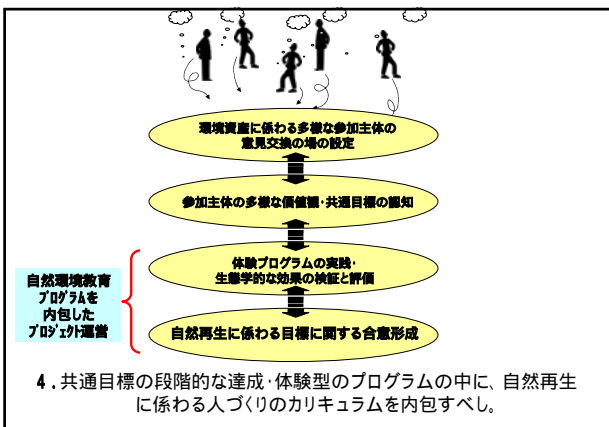 環境資産に係わる多様な参加主体の
意見交換の場の設定
参加主体の多様な価値観･共通目標の認知
体験プログラムの実践･
生態学的な効果の検証と評価
自然環境教育
ﾌﾟﾛｸﾞﾗﾑを
内包した
ﾌﾟﾛｼﾞｪｸﾄ運営
自然再生に係わる目標に関する合意形成
4．共通目標の段階的な達成･体験型のプログラムの中に、自然再生
に係わる人づくりのカリキュラムを内包すべし。